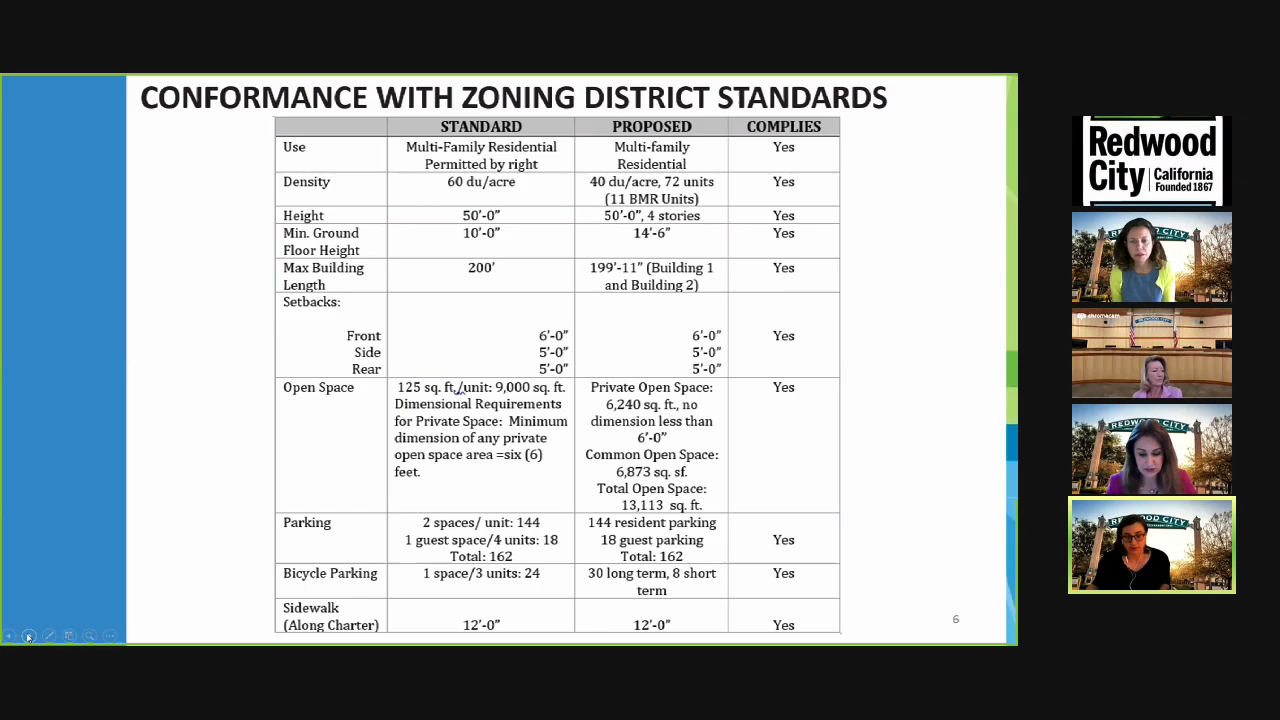 CONFORMANCE WITH ZONING DISTRICT STANDARDS
STANDARD PROPOSED COMPLIES
Use Multi-Family Residential Multi-family Yes
Permitted by right Residential
Density 60 du/acre 40 du/acre, 72 units Yes
(11 BMR Units)
Height 50'-0" 50'-0", 4 stories Yes
Min. Ground 10'-0" 14'-6" Yes
Floor Height
Max Building 200' 199'-11" (Building 1 Yes
Length and Building 2)
Setbacks:
Front 6'-0" 6'-0" Yes
Side 5'-0" 5'-0"
Rear 5'-0" 5'-0"
Open Space 125 sq. ft./unit: 9,000 sq. ft. Private Open Space: Yes
Dimensional Requirements 6,240 sq. ft., no
for Private Space: Minimum dimension less than
dimension of any private 6'-0"
open space area =six (6) Common Open Space:
feet. 6,873 sq. sf.
Total Open Space:
13,113 sq. ft.
Parking 2 spaces/ unit: 144 144 resident parking
1 guest space/4 units: 18 18 guest parking Yes
Total: 162 Total: 162
Bicycle Parking 1 space/3 units: 24 30 long term, 8 short Yes
term
Sidewalk
(Along Charter) 12'-0" 12'-0" Yes
6
Redwood
City
California
Founded 1867
REDWOOD CITY
chromacam
REDWOOD CITY
REDWOOD CITY